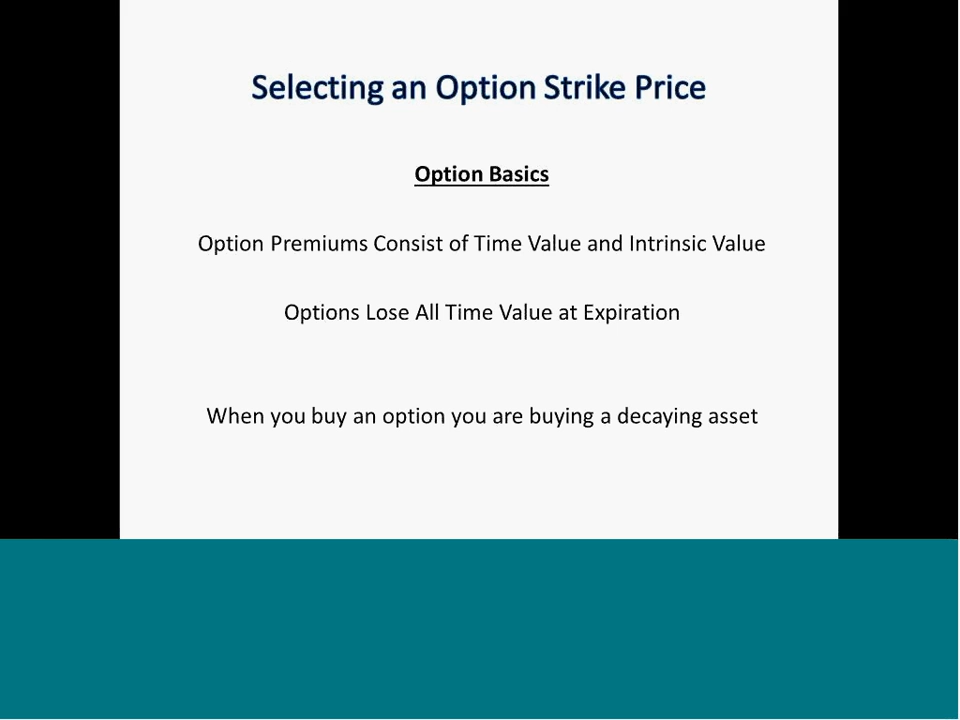 Selecting an Option Strike Price
Option Basics
Option Premiums Consist of Time Value and Intrinsic Value
Options Lose All Time Value at Expiration
When you buy an option you are buying a decaying asset